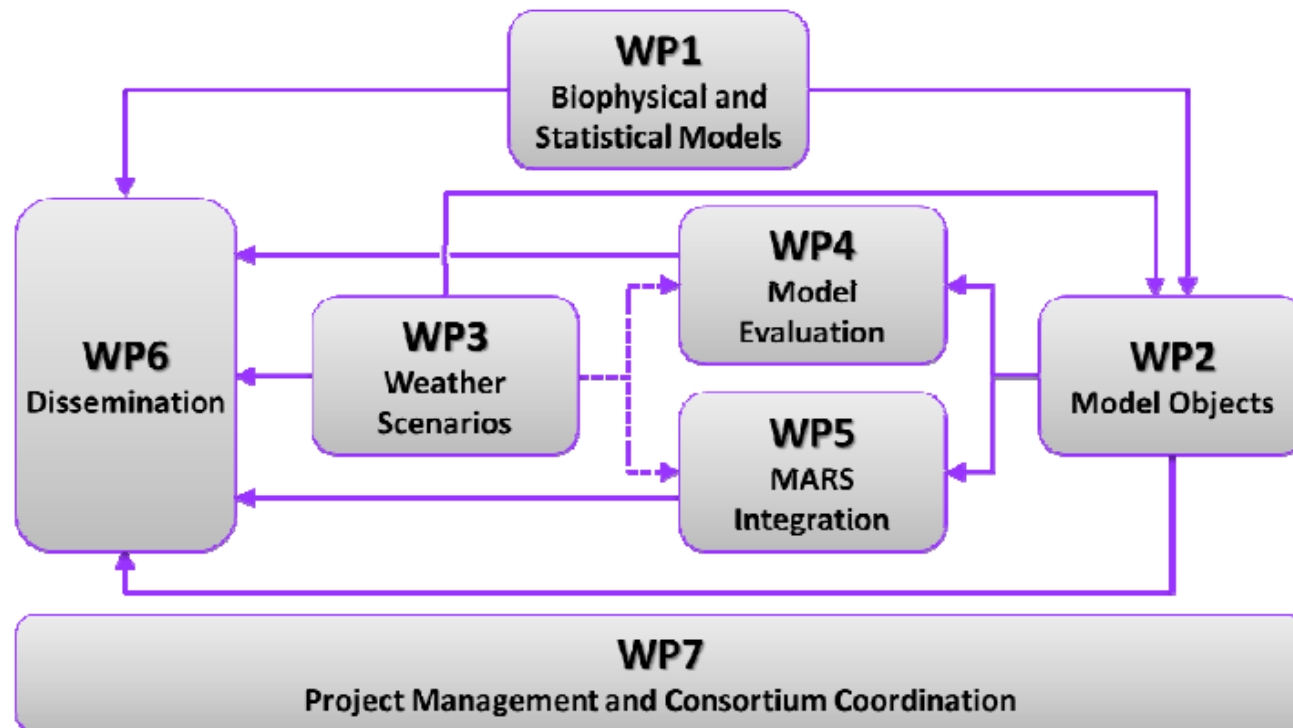 WP1
Biophysical and
Statistical Models
WP4
Model
Evaluation
WP3
Weather
Scenarios
WP6
Dissemination
WP2
Model Objects
WP5
MARS
Integration
WP7
Project Management and Consortium Coordination